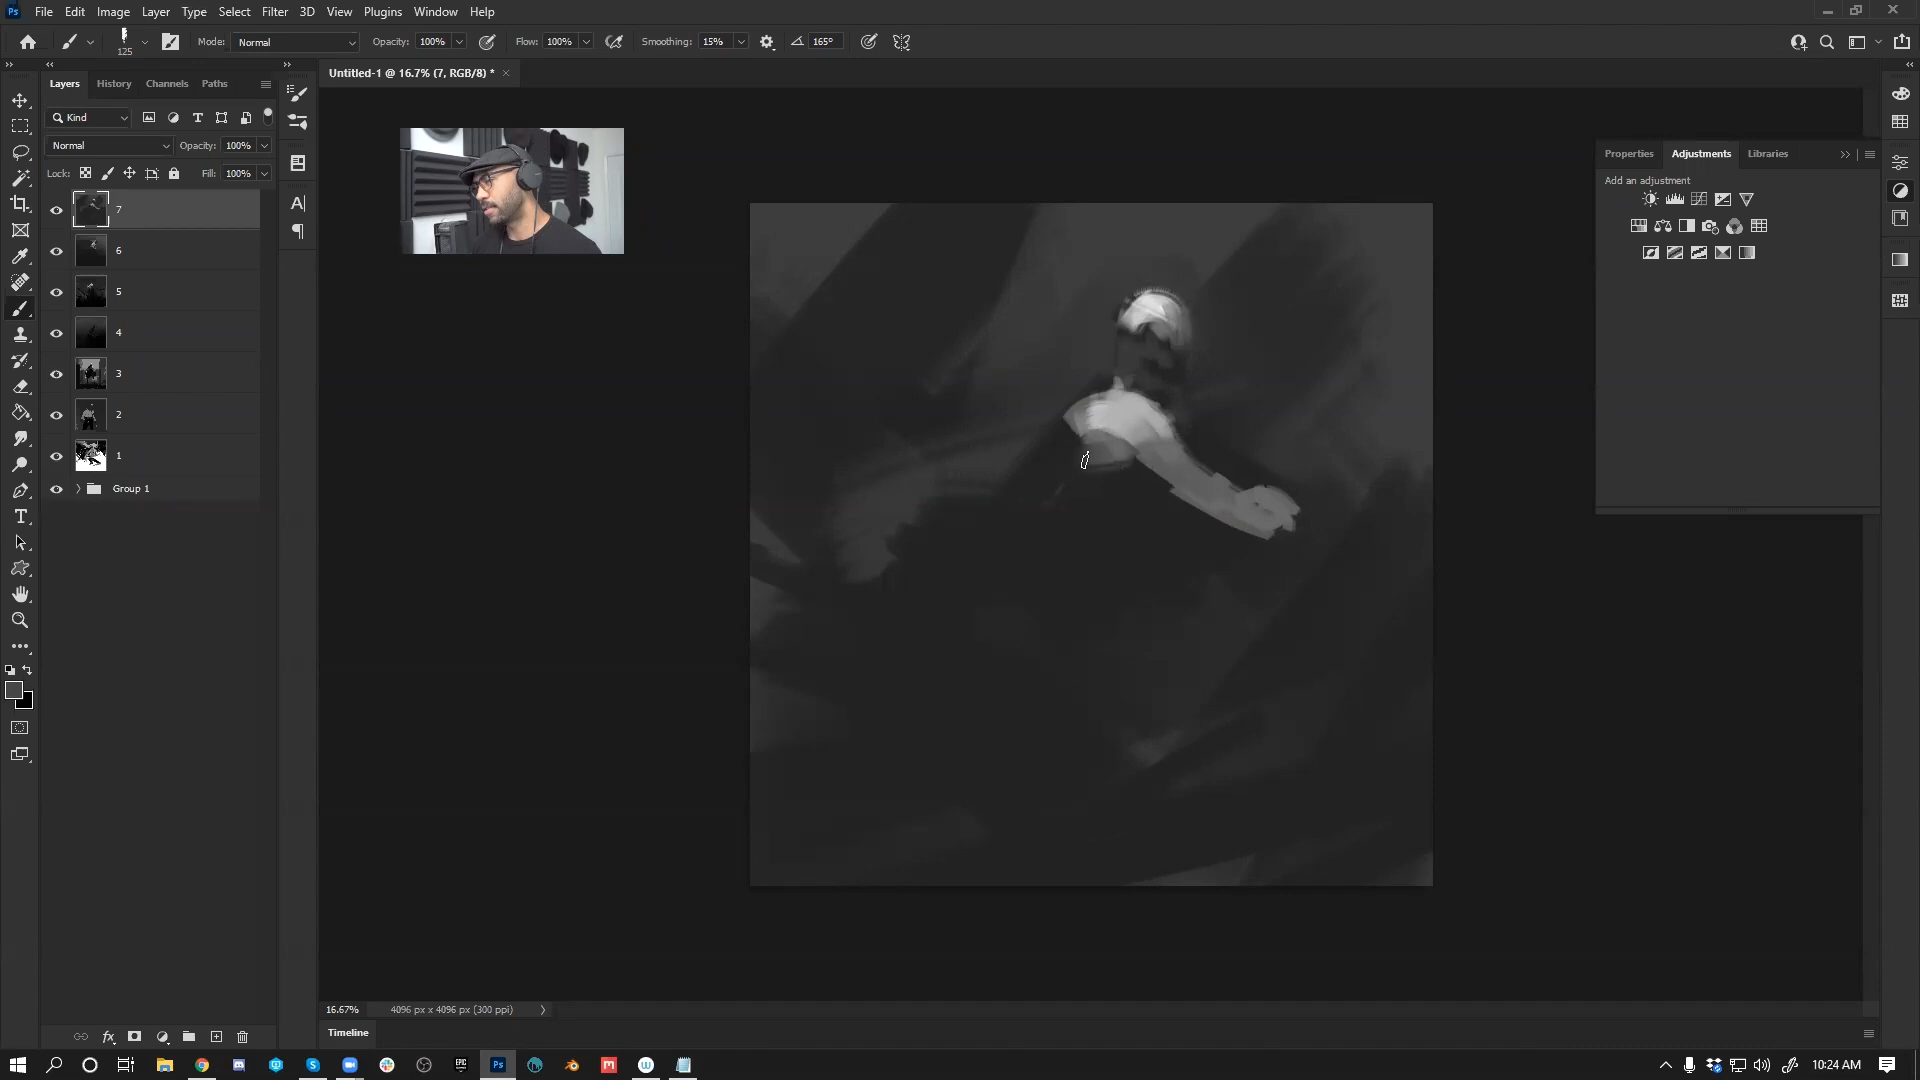 Ps File Edit Image Layer Type Select Filter 3D View Plugins Window Help
125 Mode: Normal Opacity: 100% Flow: 100% Smoothing: 15% 165°
Layers History Channels Paths
Untitled-1 @ 16.7% (7, RGB/8) *
Kind
Normal Opacity: 100%
Lock: Fill: 100%
7
6
5
4
3
2
1
Group 1
Properties Adjustments Libraries
Add an adjustment
16.67% 4096 px x 4096 px (300 ppi)
Timeline
10:24 AM